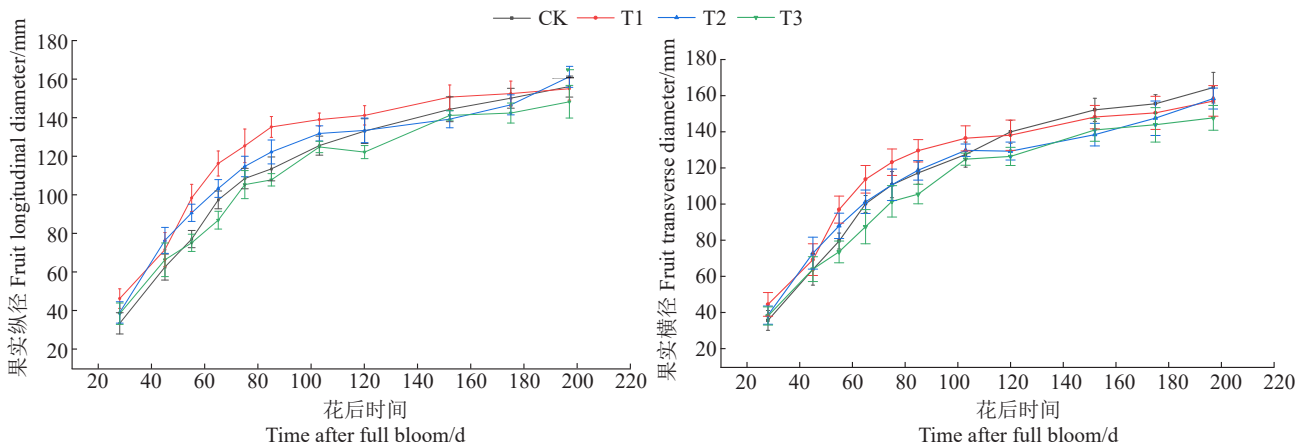 CK T1 T2 T3
果实纵径 Fruit longitudinal diameter/mm
180
160
140
120
100
80
60
40
20
20 40 60 80 100 120 140 160 180 200 220
花后时间
Time after full bloom/d
果实横径 Fruit transverse diameter/mm
180
160
140
120
100
80
60
40
20
20 40 60 80 100 120 140 160 180 200 220
花后时间
Time after full bloom/d